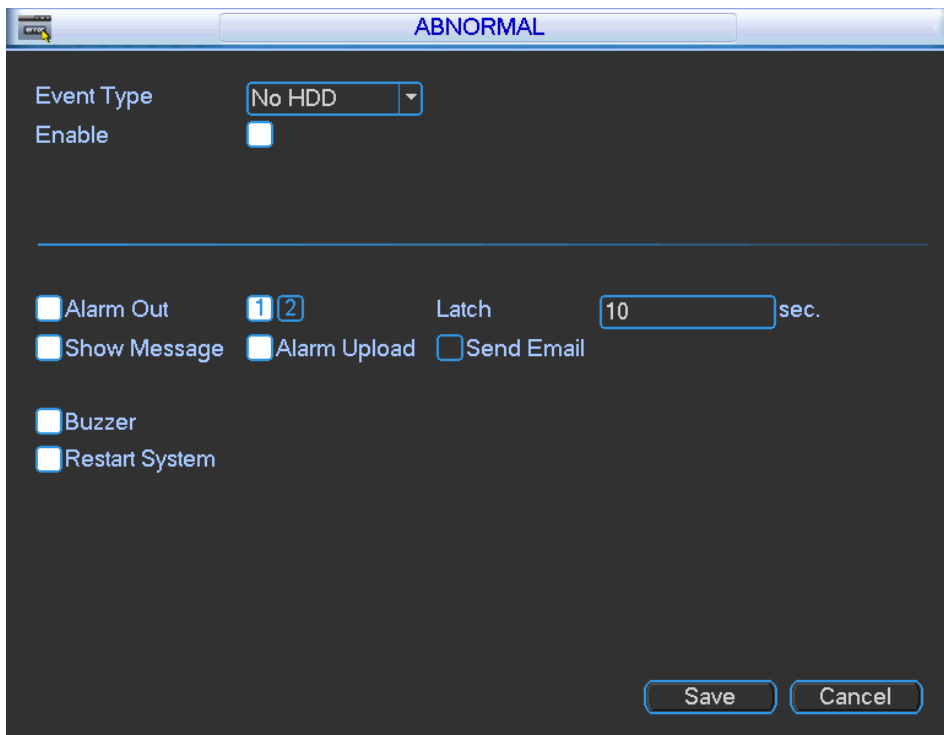 ABNORMAL
Event Type No HDD
Enable
Alarm Out 1 2 Latch 10 sec.
Show Message Alarm Upload Send Email
Buzzer
Restart System
Save Cancel